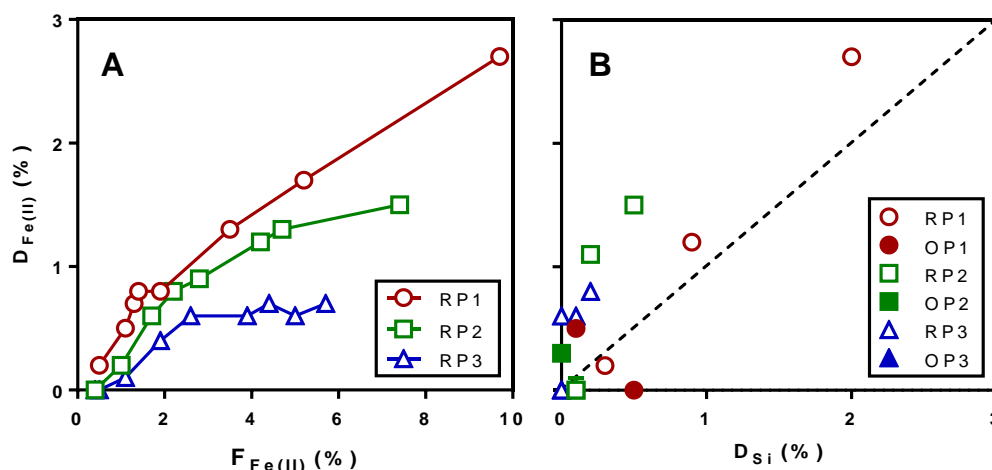 A
3
2
1
0
D Fe(II) (%)
0 2 4 6 8 10
F Fe(II) (%)
RP1
RP2
RP3
B
0 1 2 3
D Si (%)
RP1
OP1
RP2
OP2
RP3
OP3